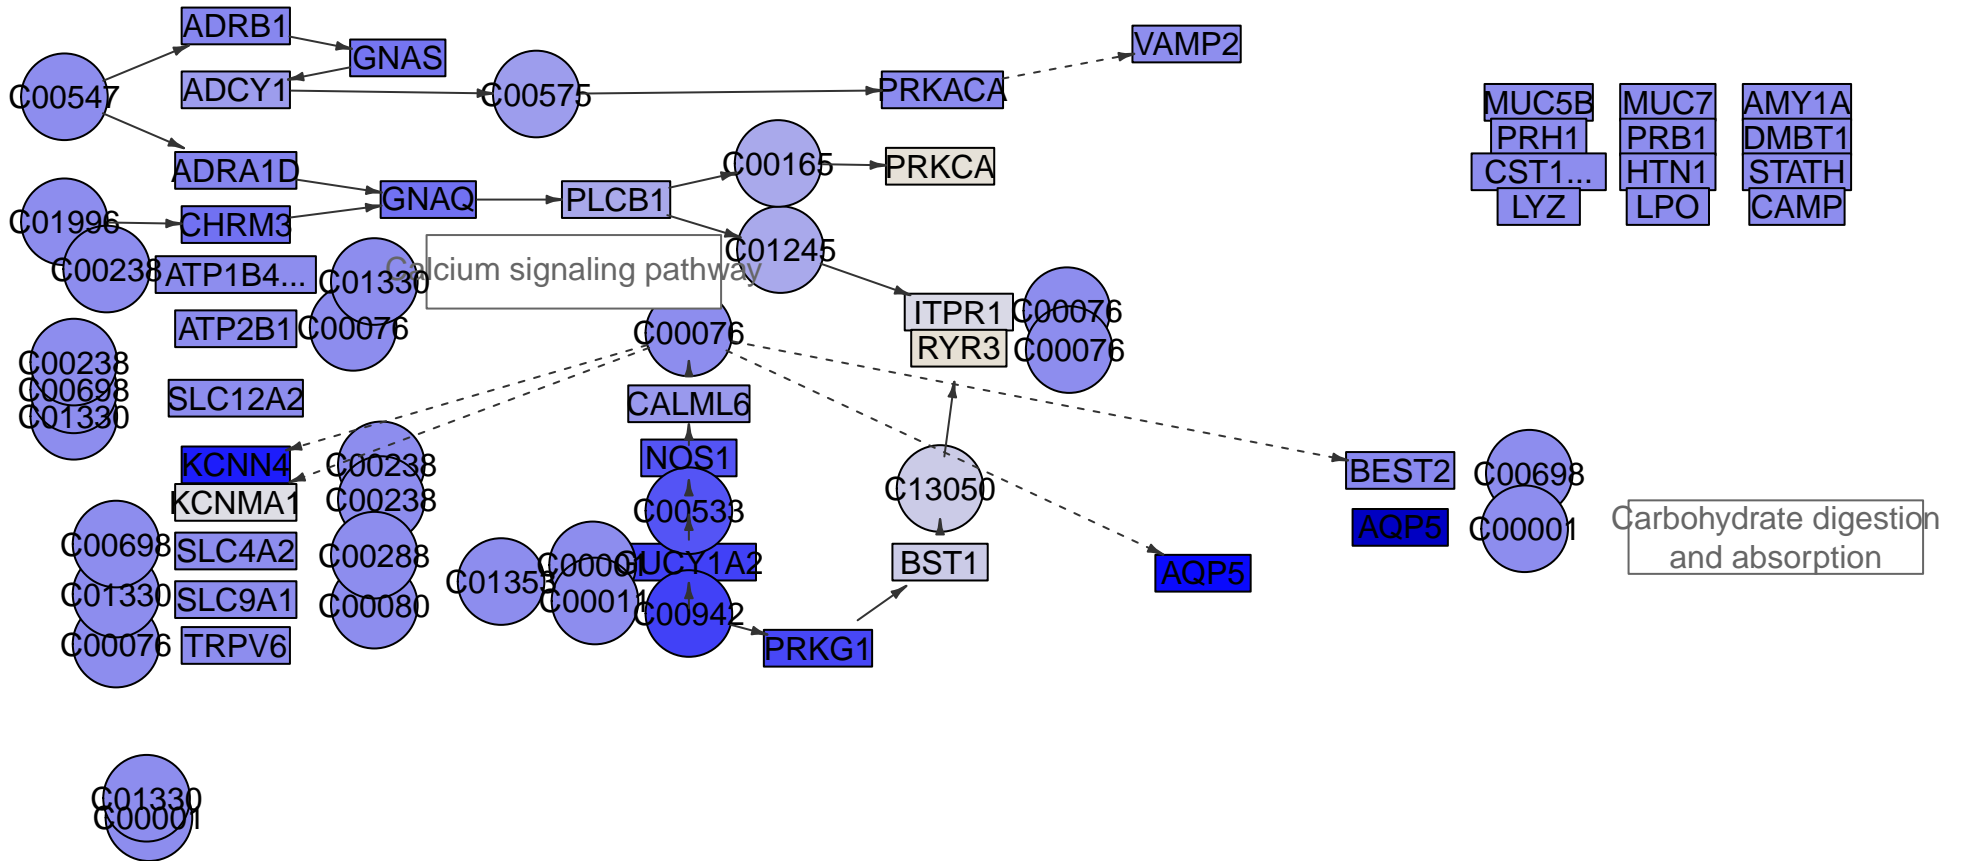 ADRB1
GNAS
VAMP2
C00547
ADCY1
C00575
PRKACA
MUC5B
MUC7
AMY1A
PRH1
PRB1
DMBT1
ADRA1D
C00165
PRKCA
CST1...
HTN1
STATH
GNAQ
PLCB1
LYZ
LPO
CAMP
C01996
CHRM3
C01245
C00238
ATP1B4...
C01330
Calcium signaling pathway
ATP2B1
C00076
C00076
ITPR1
C00076
RYR3
C00076
C00238
C00698
C01330
SLC12A2
CALML6
KCNN4
C00238
NOS1
BEST2
C00698
KCNMA1
C00238
C00533
C13050
AQP5
C00001
Carbohydrate digestion
and absorption
C00698
SLC4A2
C00288
C00001
GUCY1A2
BST1
AQP5
C01353
C01330
SLC9A1
C00080
C00011
C00942
C00076
TRPV6
PRKG1
C01330
C00001